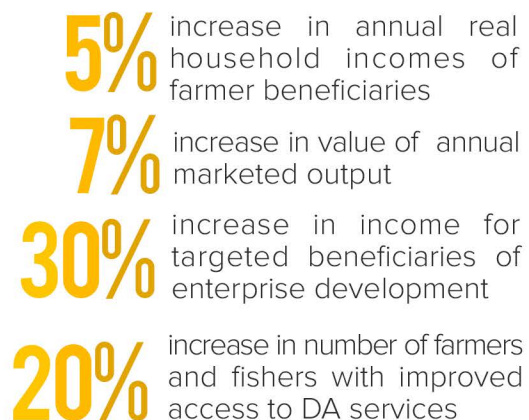 5% increase in annual real
household incomes of
farmer beneficiaries
7% increase in value of annual
marketed output
30% increase in income for
targeted beneficiaries of
enterprise development
20% increase in number of farmers
and fishers with improved
access to DA services